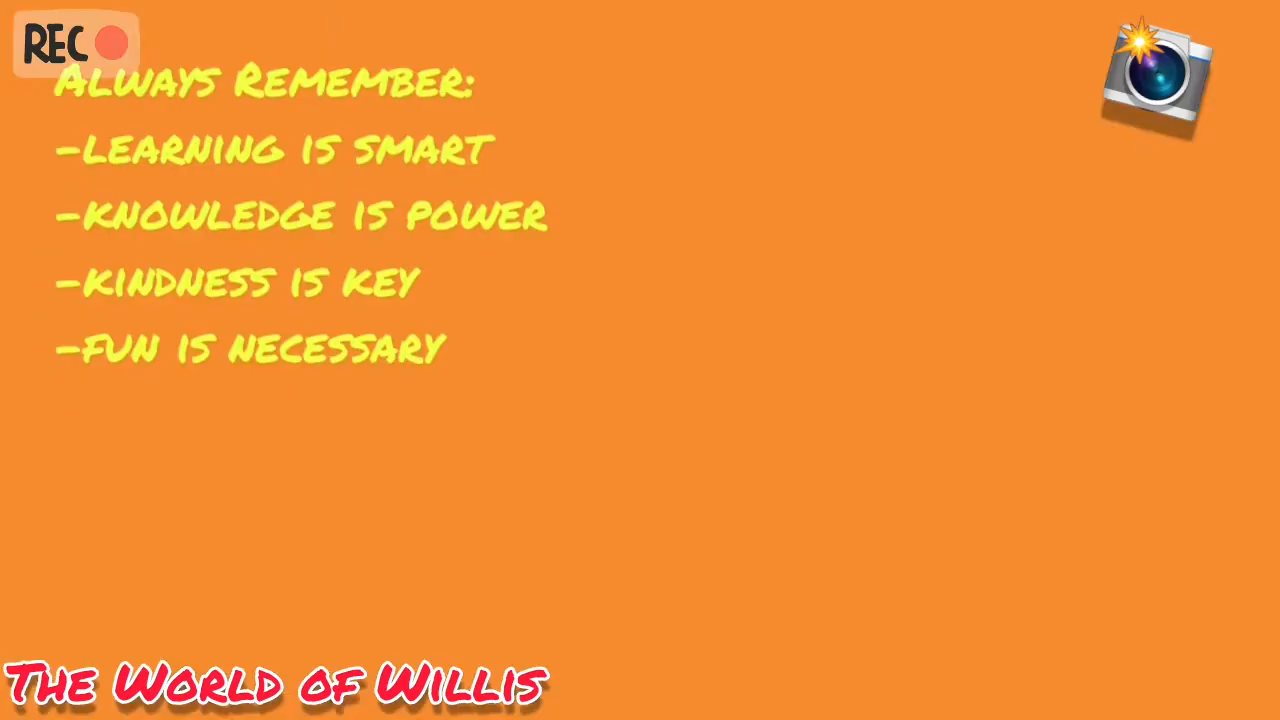 REC
Always Remember:
-learning is smart
-knowledge is power
-kindness is key
-fun is necessary
The World of Willis